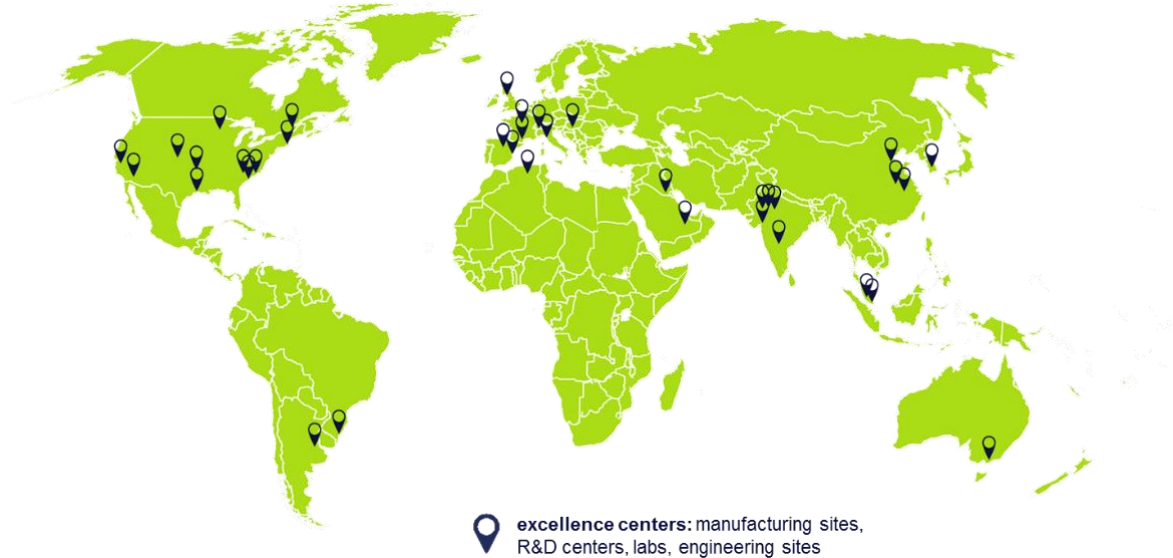 excellence centers: manufacturing sites,
R&D centers, labs, engineering sites